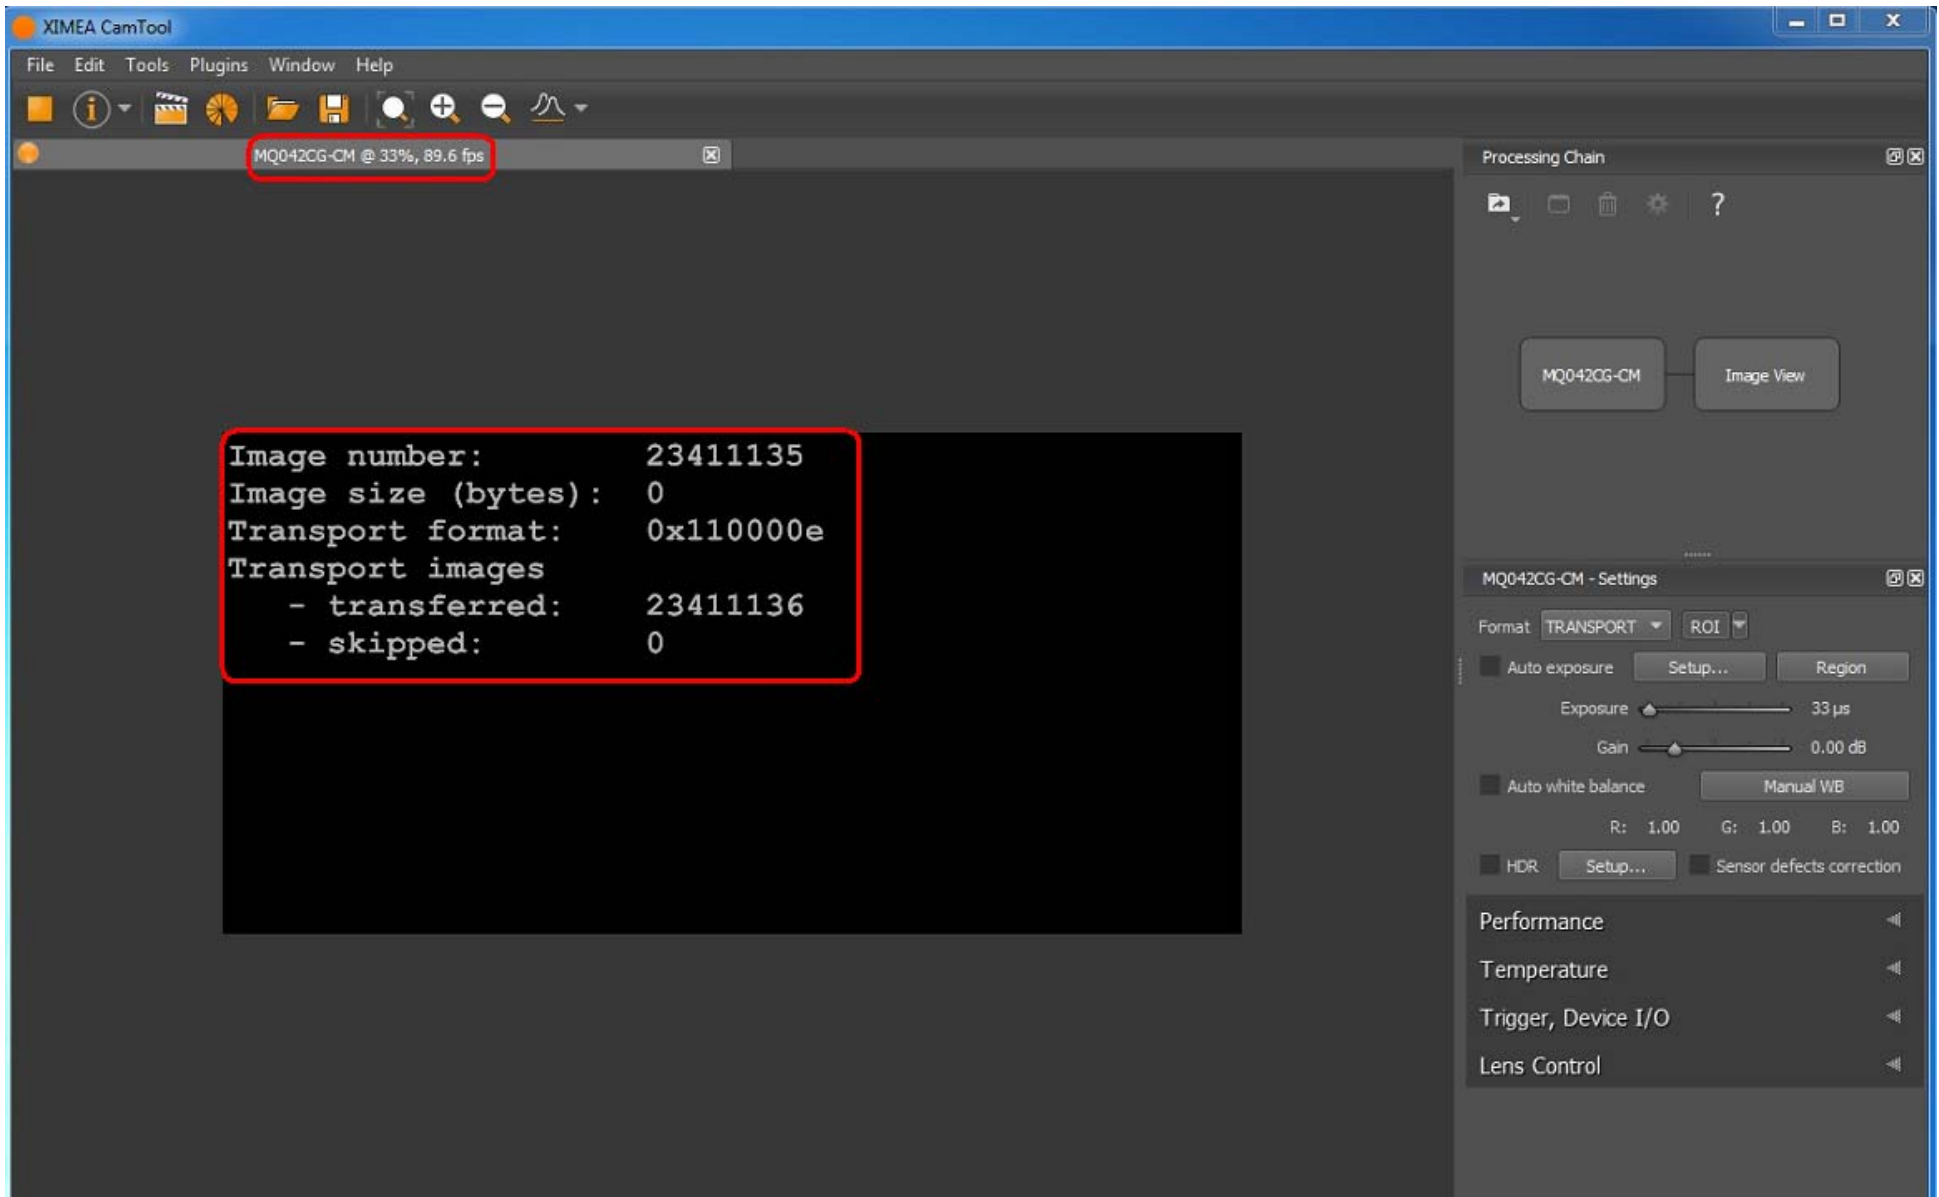 XIMEA CamTool
File Edit Tools Plugins Window Help
MQ042CG-CM @ 33%, 89.6 fps
Image number: 23411135
Image size (bytes): 0
Transport format: 0x110000e
Transport images
- transferred: 23411136
- skipped: 0
Processing Chain
?
MQ042CG-CM Image View
MQ042CG-CM - Settings
Format TRANSPORT ROI
Auto exposure Setup... Region
Exposure 33 µs
Gain 0.00 dB
Auto white balance Manual WB
R: 1.00 G: 1.00 B: 1.00
HDR Setup... Sensor defects correction
Performance
Temperature
Trigger, Device I/O
Lens Control